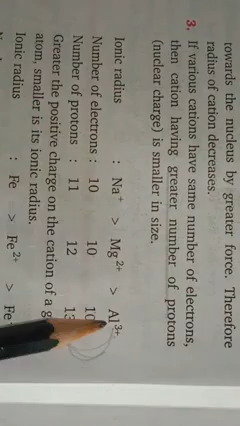 towards the nucleus by greater force. Therefore
radius of cation decreases.
3. If various cations have same number of electrons,
then cation having greater number of protons
(nuclear charge) is smaller in size.
Ionic radius : Na⁺ > Mg²⁺ > Al³⁺
Number of electrons : 10 10 10
Number of protons : 11 12 13
Greater the positive charge on the cation of a
atom, smaller is its ionic radius.
Ionic radius : Fe > Fe²⁺ > Fe